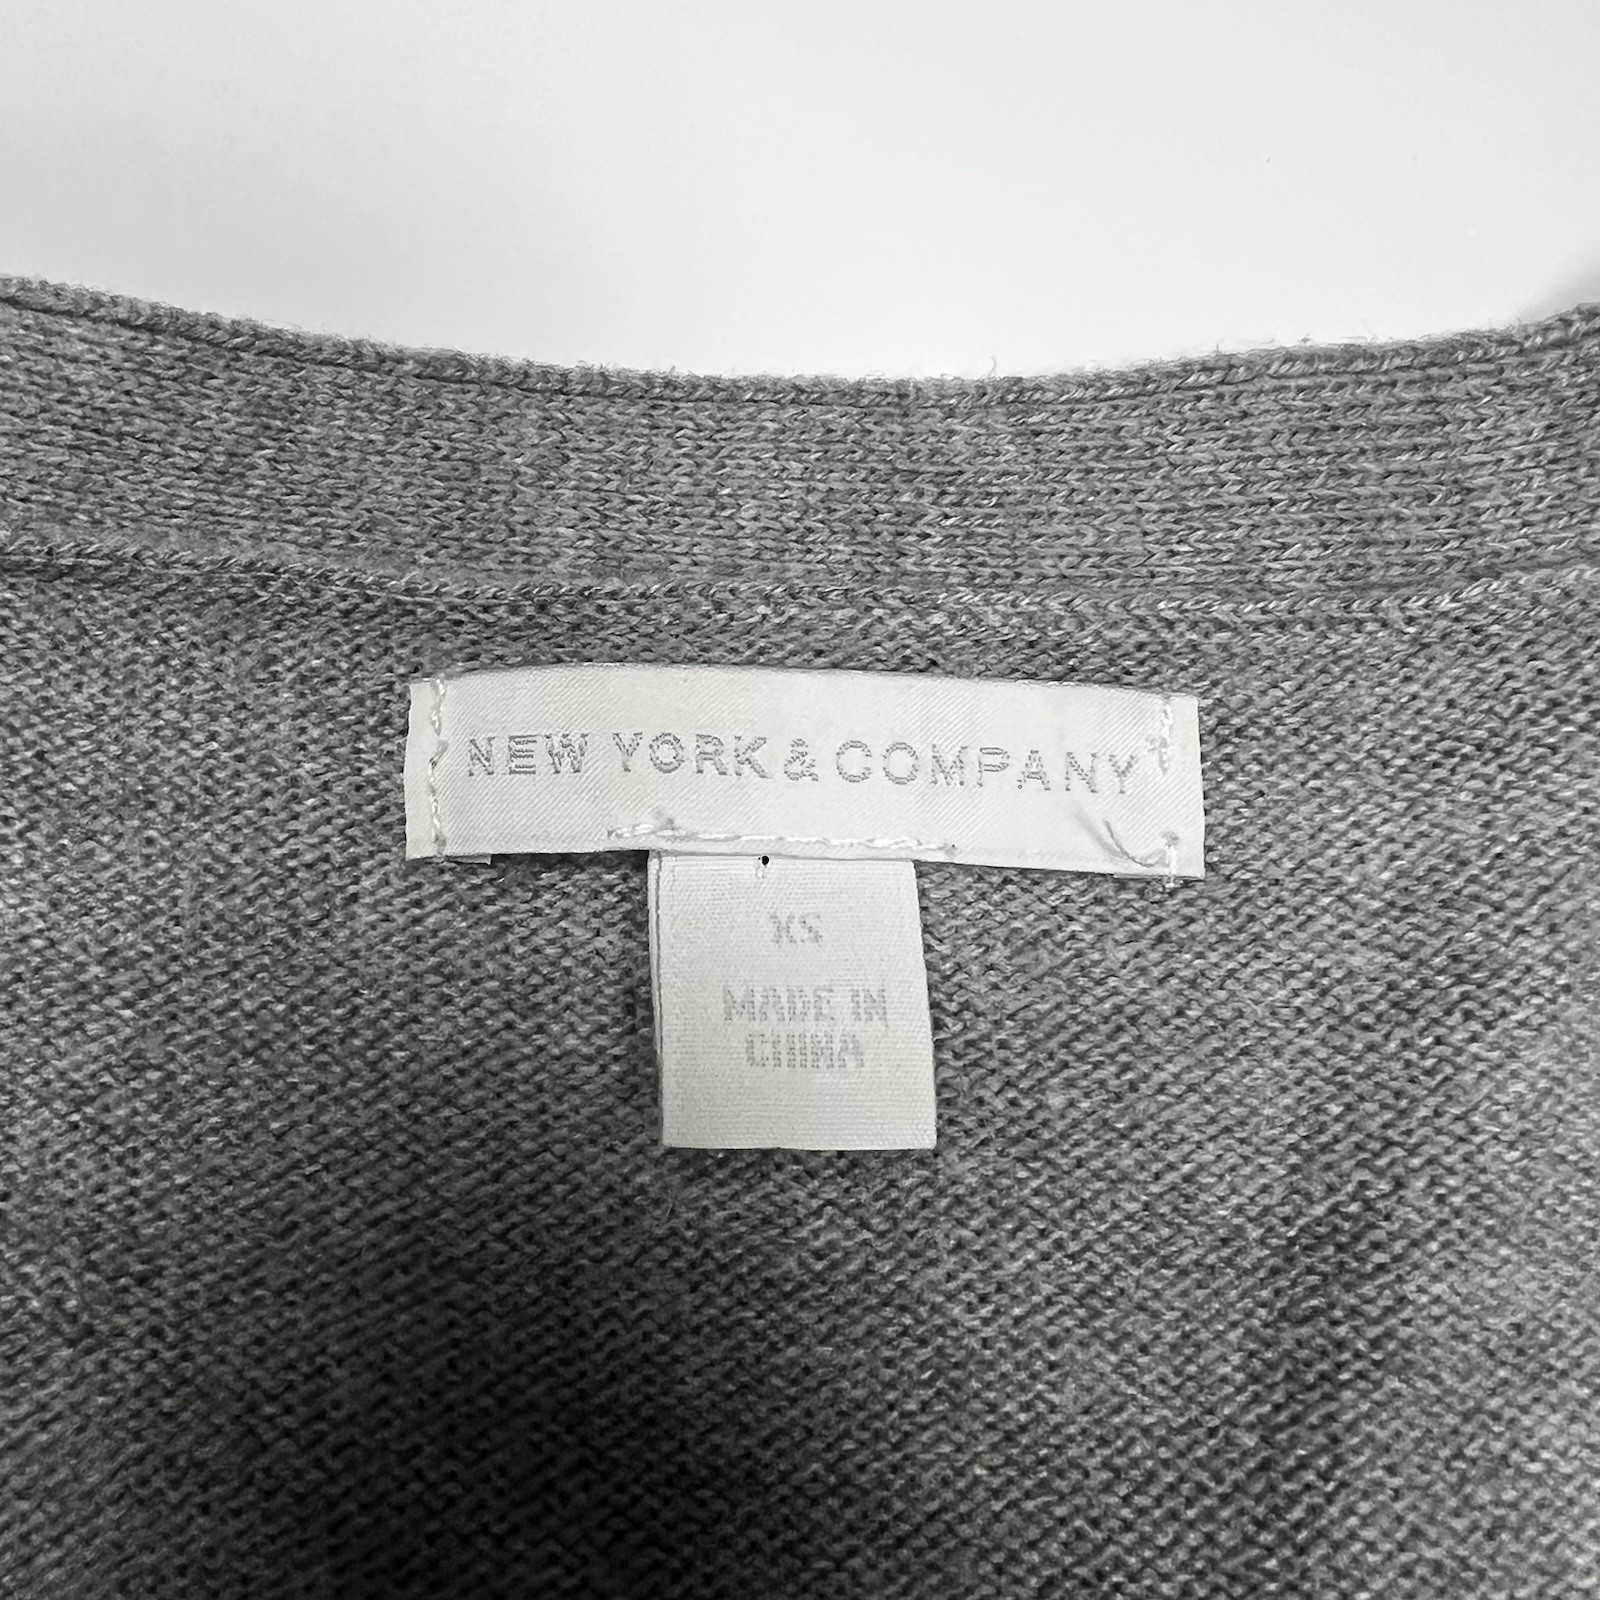 NEW YORK & COMPANY
XS
MADE IN
CHINA